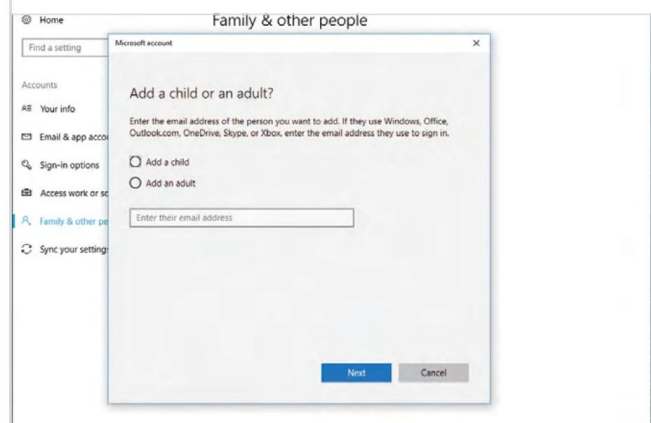 Home
Family & other people
Find a setting
Microsoft account
Accounts
Your info
Email & app accou
Sign-in options
Access work or sc
Family & other pe
Sync your setting
Add a child or an adult?
Enter the email address of the person you want to add. If they use Windows, Office,
Outlook.com, OneDrive, Skype, or Xbox, enter the email address they use to sign in.
Add a child
Add an adult
Enter their email address
Next
Cancel